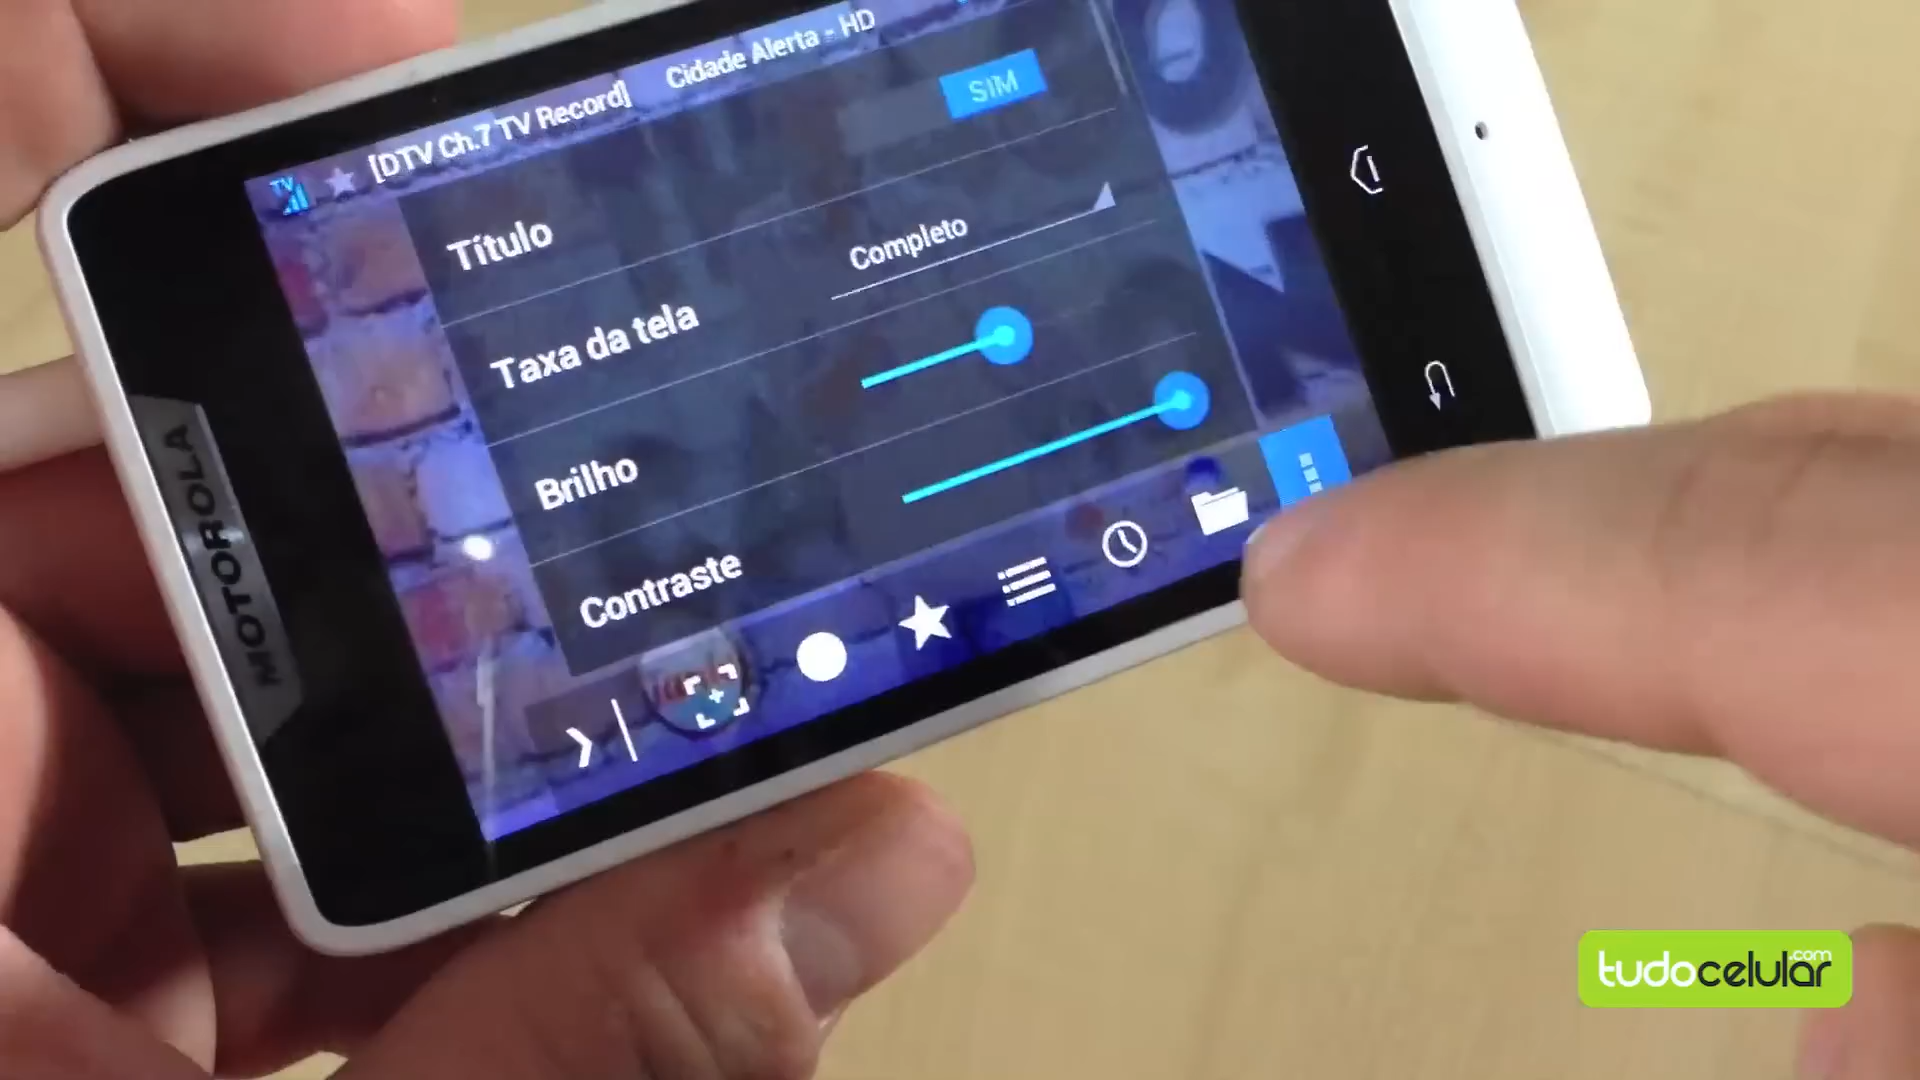 TV [DTV Ch.7 TV Record] Cidade Alerta - HD
Título SIM
Taxa da tela Completo
Brilho
Contraste
MOTOROLA
tudocelular.com